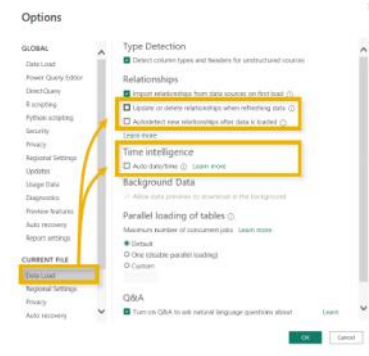 Options
GLOBAL
Data Load
Power Query Editor
DirectQuery
R scripting
Python scripting
Security
Privacy
Regional Settings
Updates
Usage Data
Diagnostics
Preview features
Auto recovery
Report settings
CURRENT FILE
Data Load
Regional Settings
Privacy
Auto recovery
Type Detection
Detect column types and headers for unstructured sources
Relationships
Import relationships from data sources on first load
Update or delete relationships when refreshing data
Autodetect new relationships after data is loaded
Learn more
Time intelligence
Auto date/time Learn more
Background Data
Allow data preview to download in the background
Parallel loading of tables
Maximum number of concurrent jobs Learn more
Default
One (disable parallel loading)
Custom
Q&A
Turn on Q&A to ask natural language questions about Learn
OK Cancel